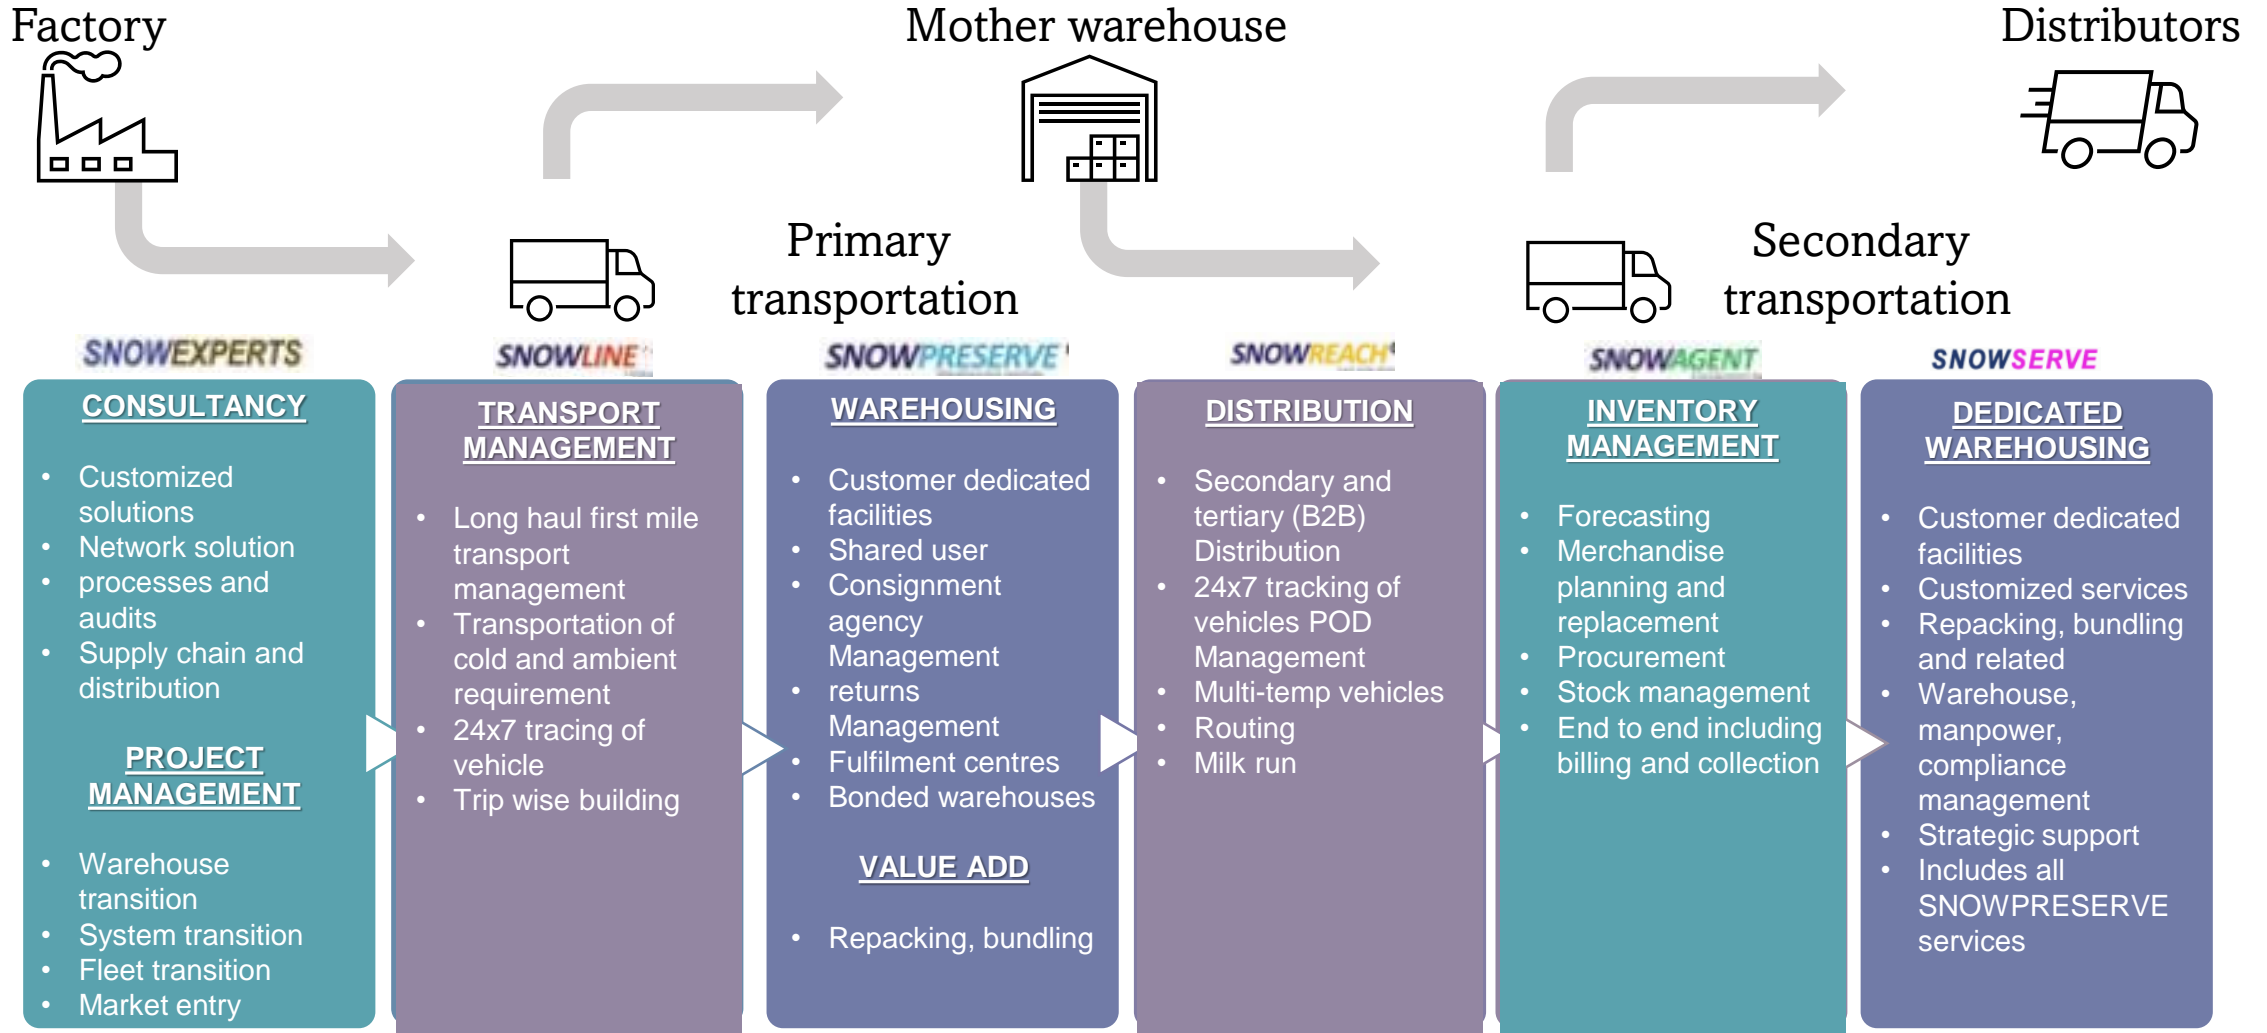 Factory
Mother warehouse
Distributors
Primary
transportation
Secondary
transportation
SNOWEXPERTS
CONSULTANCY
• Customized
solutions
• Network solution
• processes and
audits
• Supply chain and
distribution
PROJECT
MANAGEMENT
• Warehouse
transition
• System transition
• Fleet transition
• Market entry
SNOWLINE
TRANSPORT
MANAGEMENT
• Long haul first mile
transport
management
• Transportation of
cold and ambient
requirement
• 24x7 tracing of
vehicle
• Trip wise building
SNOWPRESERVE
WAREHOUSING
• Customer dedicated
facilities
• Shared user
• Consignment
agency
Management
• returns
Management
• Fulfilment centres
• Bonded warehouses
VALUE ADD
• Repacking, bundling
SNOWREACH
DISTRIBUTION
• Secondary and
tertiary (B2B)
Distribution
• 24x7 tracking of
vehicles POD
Management
• Multi-temp vehicles
• Routing
• Milk run
SNOWAGENT
INVENTORY
MANAGEMENT
• Forecasting
• Merchandise
planning and
replacement
• Procurement
• Stock management
• End to end including
billing and collection
SNOWSERVE
DEDICATED
WAREHOUSING
• Customer dedicated
facilities
• Customized services
• Repacking, bundling
and related
• Warehouse,
manpower,
compliance
management
• Strategic support
• Includes all
SNOWPRESERVE
services